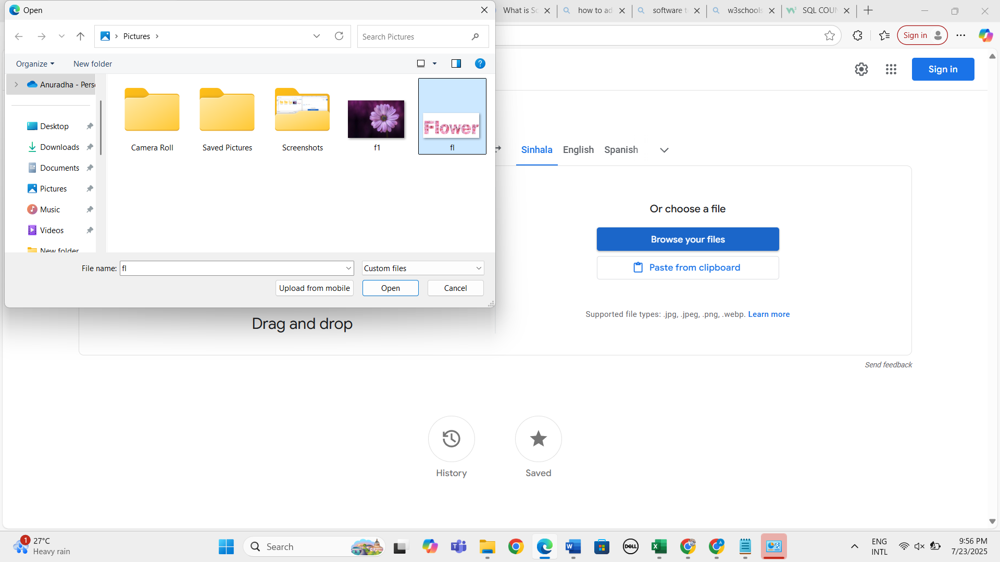 Open
What is Sc
how to ad
software t
w3schools
SQL COUN
Pictures
Search Pictures
Sign in
Organize
New folder
Sign in
Anuradha - Pers
Desktop
Downloads
Documents
Pictures
Music
Videos
New folder
Camera Roll
Saved Pictures
Screenshots
f1
Flower
fl
Sinhala English Spanish
Or choose a file
Browse your files
Paste from clipboard
Supported file types: .jpg, .jpeg, .png, .webp. Learn more
File name: fl
Custom files
Upload from mobile
Open
Cancel
Drag and drop
Send feedback
History
Saved
1
27°C
Heavy rain
Search
DELL
ENG
INTL
9:56 PM
7/23/2025